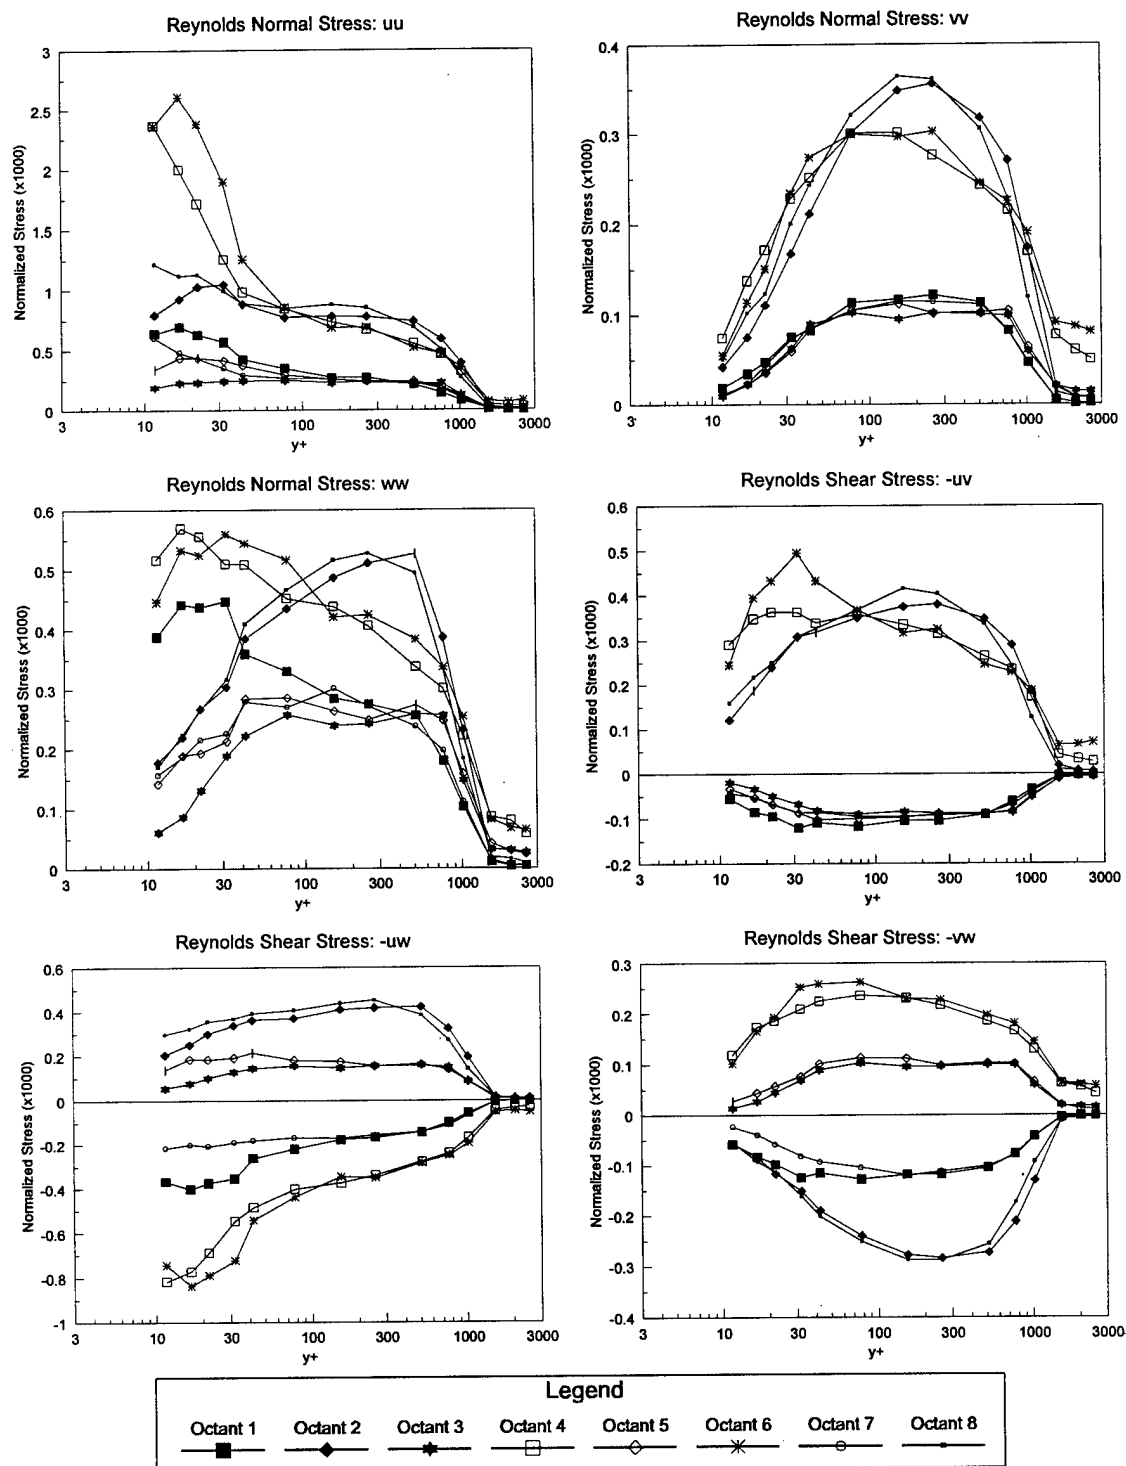 Reynolds Normal Stress: uu
Normalized Stress (x1000)
3
2.5
2
1.5
1
0.5
0
3 10 30 100 300 1000 3000
y+
Reynolds Normal Stress: vv
Normalized Stress (x1000)
0.4
0.3
0.2
0.1
0
3 10 30 100 300 1000 3000
y+
Reynolds Normal Stress: ww
Normalized Stress (x1000)
0.6
0.5
0.4
0.3
0.2
0.1
0
3 10 30 100 300 1000 3000
y+
Reynolds Shear Stress: -uv
Normalized Stress (x1000)
0.6
0.5
0.4
0.3
0.2
0.1
0
-0.1
-0.2
3 10 30 100 300 1000 3000
y+
Reynolds Shear Stress: -uw
Normalized Stress (x1000)
0.6
0.4
0.2
0
-0.2
-0.4
-0.6
-0.8
-1
3 10 30 100 300 1000 3000
y+
Reynolds Shear Stress: -vw
Normalized Stress (x1000)
0.3
0.2
0.1
0
-0.1
-0.2
-0.3
-0.4
3 10 30 100 300 1000 3000
y+
Legend
Octant 1 Octant 2 Octant 3 Octant 4 Octant 5 Octant 6 Octant 7 Octant 8